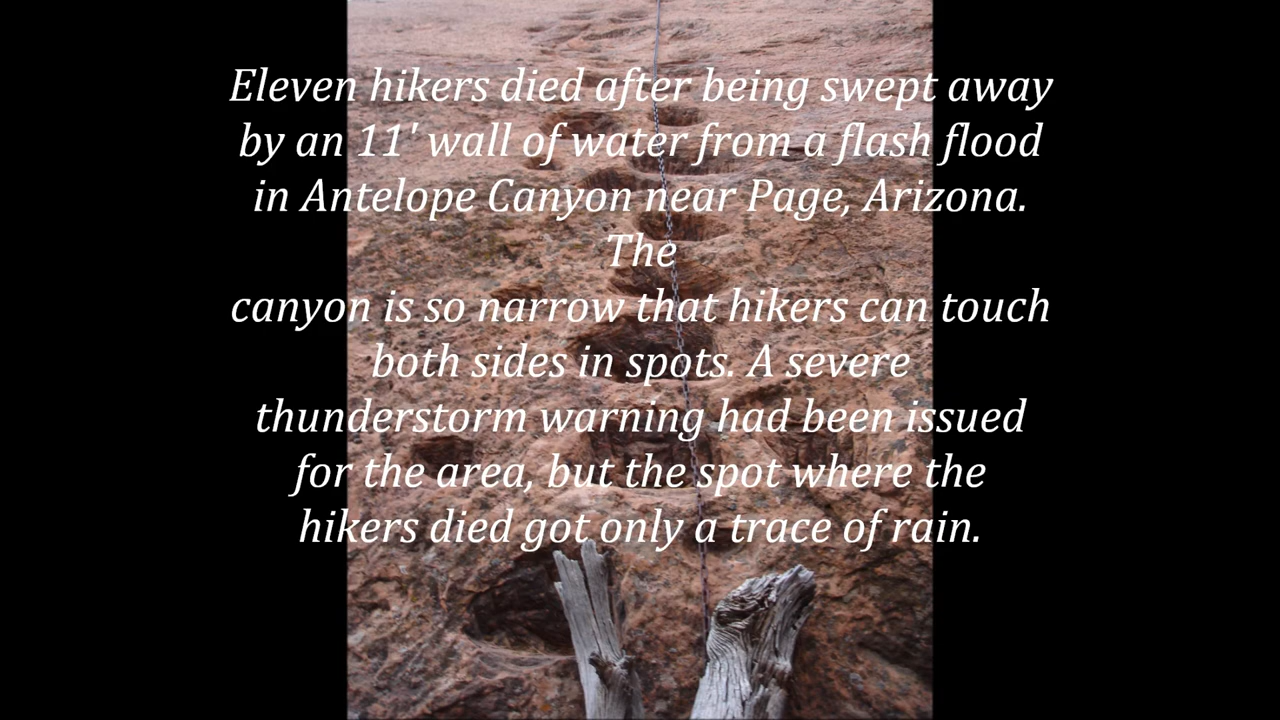 Eleven hikers died after being swept away
by an 11' wall of water from a flash flood
in Antelope Canyon near Page, Arizona.
The
canyon is so narrow that hikers can touch
both sides in spots. A severe
thunderstorm warning had been issued
for the area, but the spot where the
hikers died got only a trace of rain.